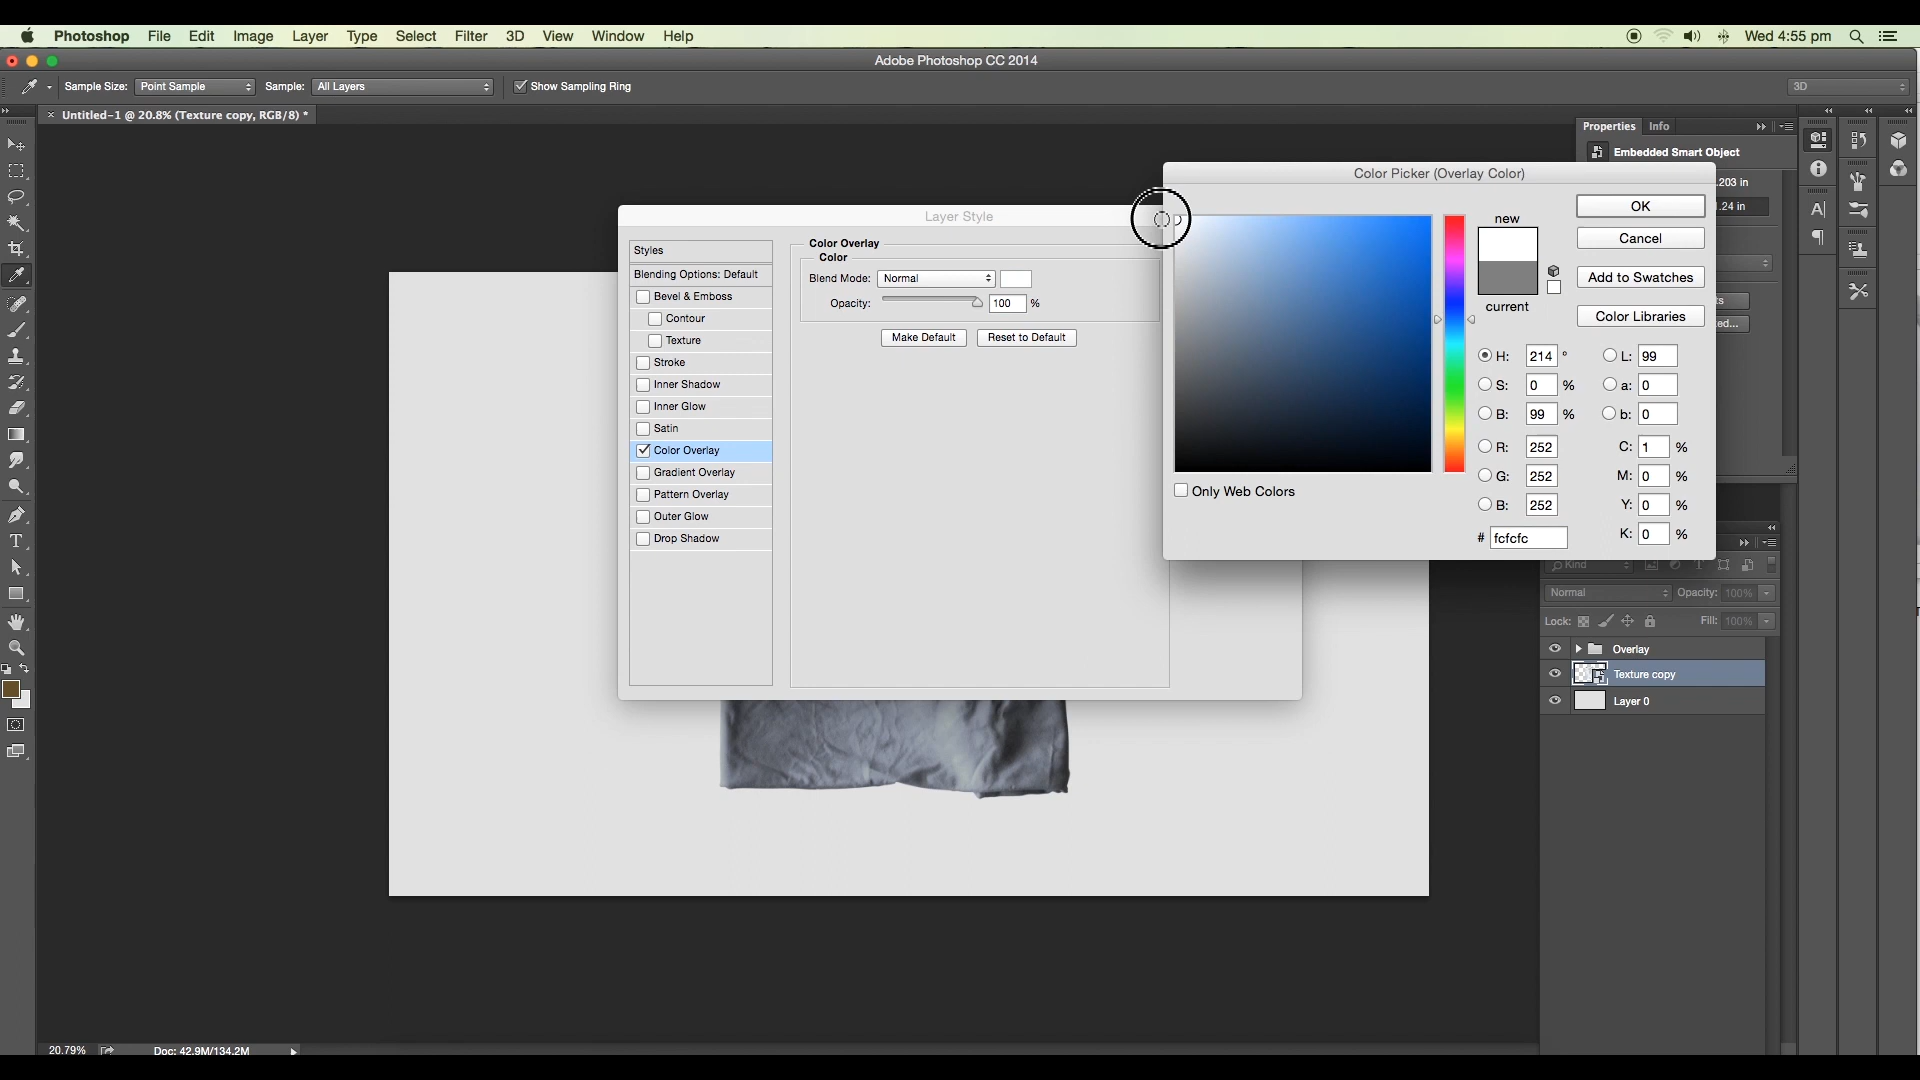 Photoshop File Edit Image Layer Type Select Filter 3D View Window Help
Wed 4:55 pm
Adobe Photoshop CC 2014
Sample Size: Point Sample Sample: All Layers Show Sampling Ring
3D
Untitled-1 @ 20.8% (Texture copy, RGB/8) *
Properties Info
Embedded Smart Object
.203 in
Color Picker (Overlay Color)
new
current
OK
Cancel
Add to Swatches
Color Libraries
H: 214 °
S: 0 %
B: 99 %
R: 252
G: 252
B: 252
# fcfcfc
L: 99
a: 0
b: 0
C: 1 %
M: 0 %
Y: 0 %
K: 0 %
Only Web Colors
Layer Style
Styles
Blending Options: Default
Bevel & Emboss
Contour
Texture
Stroke
Inner Shadow
Inner Glow
Satin
Color Overlay
Gradient Overlay
Pattern Overlay
Outer Glow
Drop Shadow
Color Overlay
Color
Blend Mode: Normal
Opacity: 100 %
Make Default Reset to Default
Kind
Normal Opacity: 100%
Lock: Fill: 100%
Overlay
Texture copy
Layer 0
20.79% Doc: 42.9M/134.2M